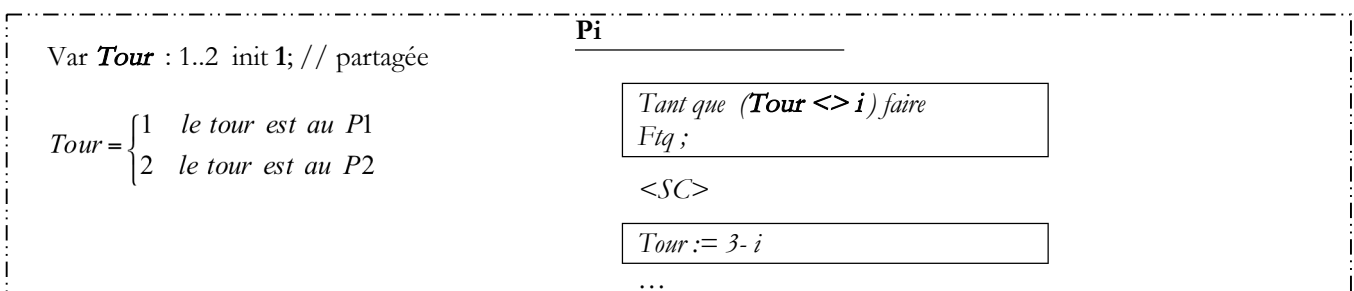 Var Tour : 1..2 init 1; // partagée
Tour = { 1 le tour est au P1
2 le tour est au P2
Pi
Tant que (Tour <> i) faire
Ftq ;
<SC>
Tour := 3- i
…